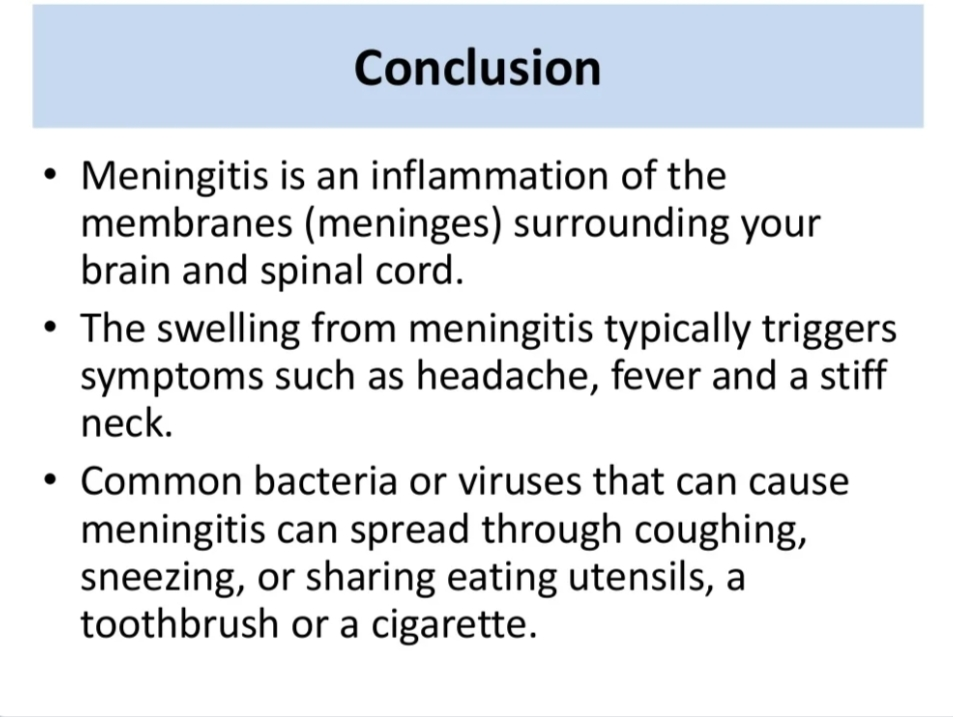 Conclusion
• Meningitis is an inflammation of the
membranes (meninges) surrounding your
brain and spinal cord.
• The swelling from meningitis typically triggers
symptoms such as headache, fever and a stiff
neck.
• Common bacteria or viruses that can cause
meningitis can spread through coughing,
sneezing, or sharing eating utensils, a
toothbrush or a cigarette.